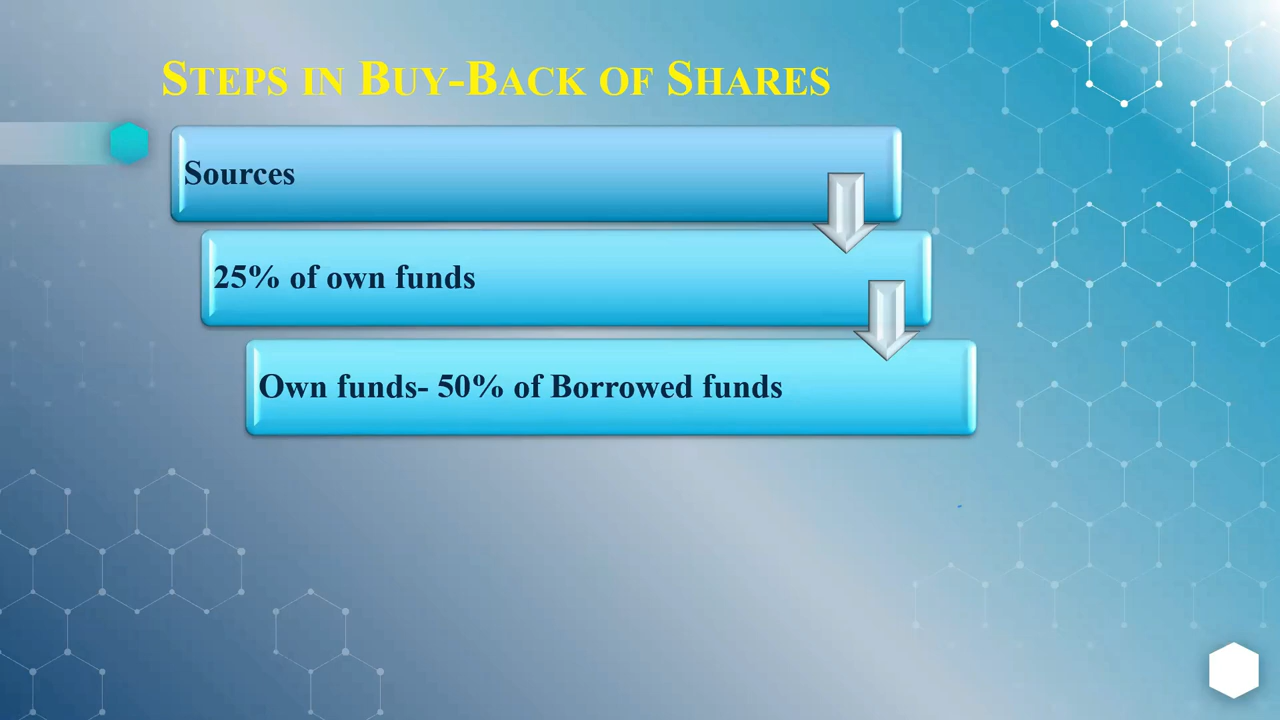 Steps in Buy-Back of Shares
Sources
25% of own funds
Own funds- 50% of Borrowed funds